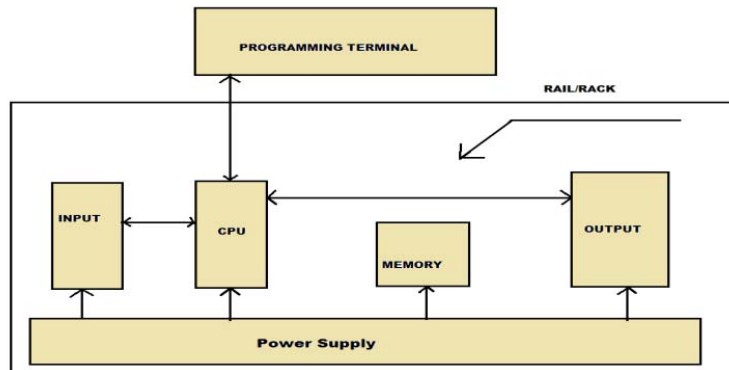 PROGRAMMING TERMINAL
RAIL/RACK
INPUT
CPU
OUTPUT
MEMORY
Power Supply